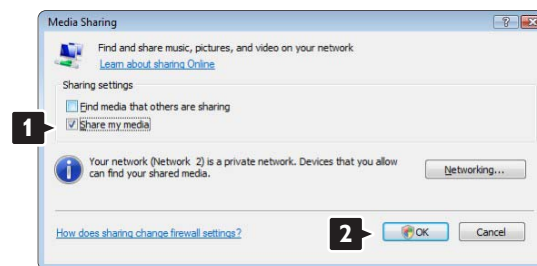 Media Sharing
Find and share music, pictures, and video on your network
Learn about sharing Online
Sharing settings
Find media that others are sharing
1
Share my media
Your network (Network 2) is a private network. Devices that you allow
can find your shared media.
Networking...
How does sharing change firewall settings?
2
OK
Cancel